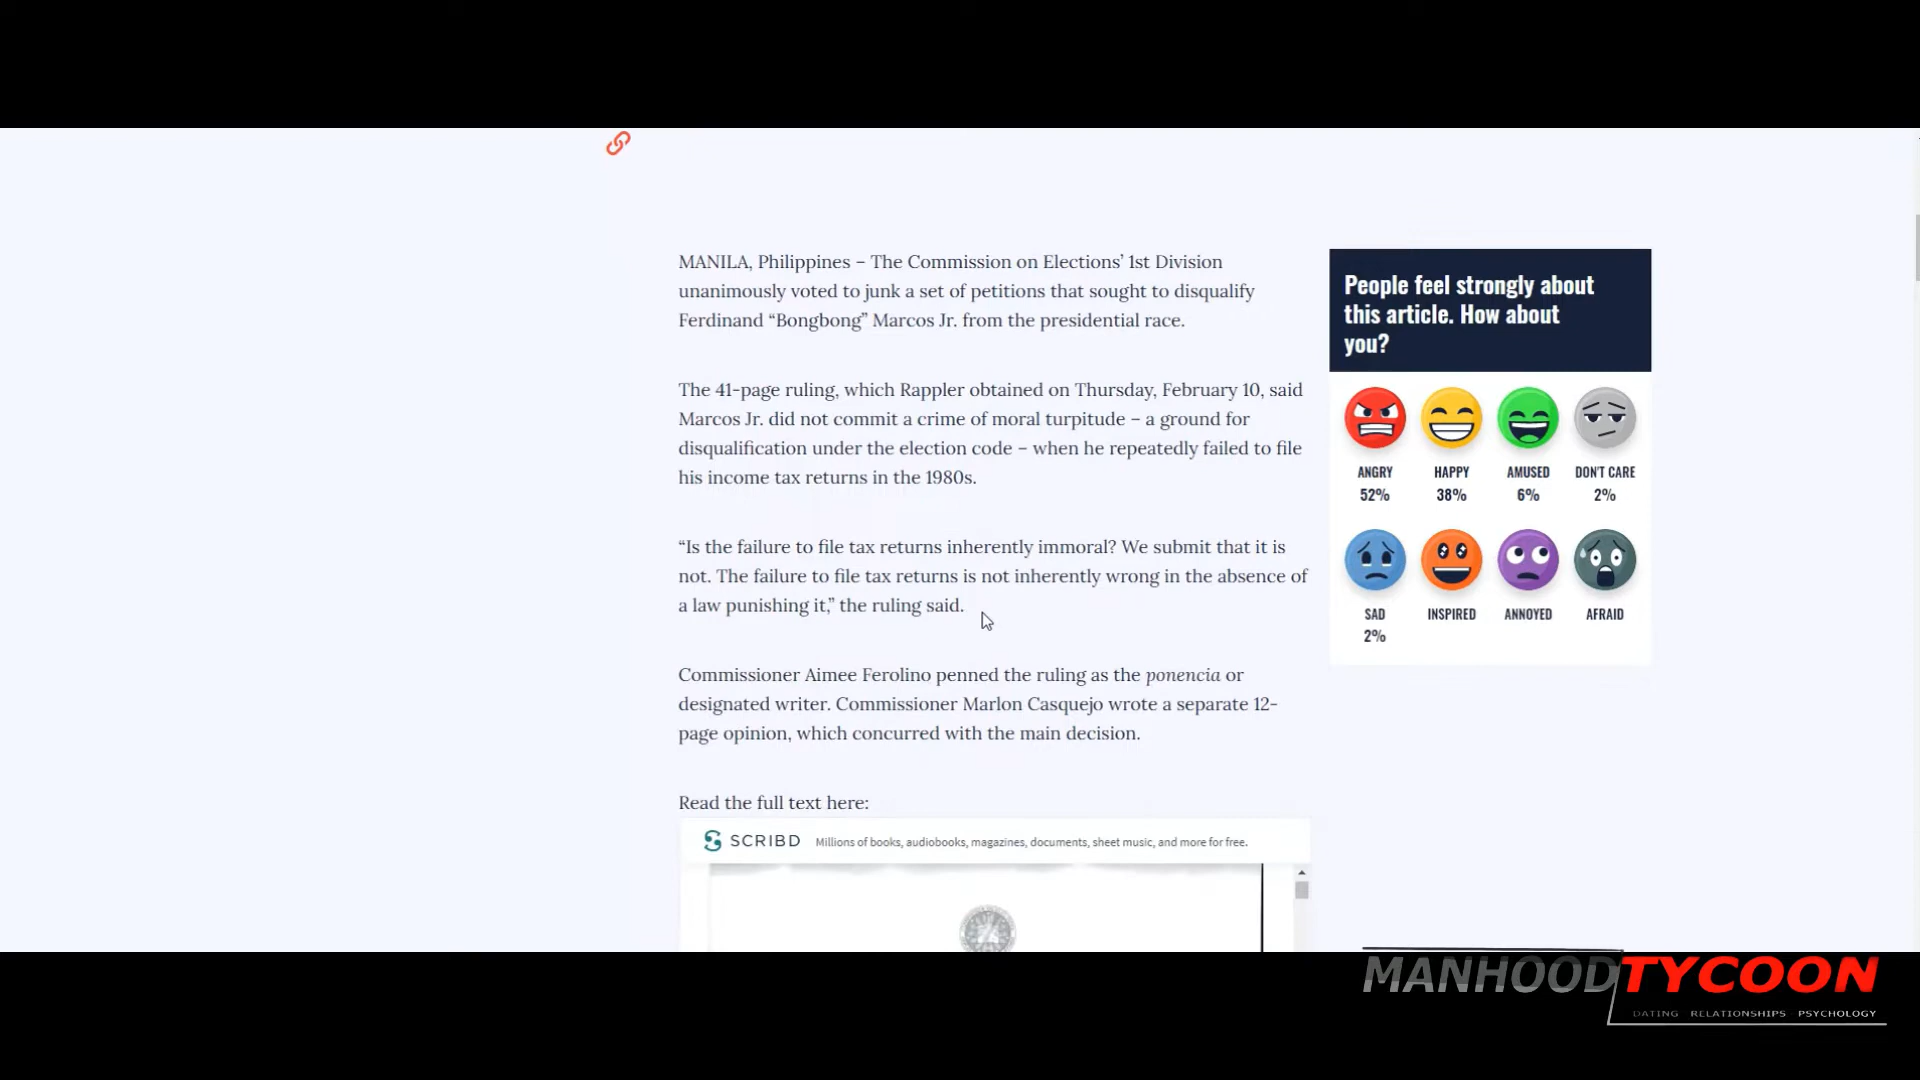 MANILA, Philippines – The Commission on Elections’ 1st Division
unanimously voted to junk a set of petitions that sought to disqualify
Ferdinand “Bongbong” Marcos Jr. from the presidential race.
The 41-page ruling, which Rappler obtained on Thursday, February 10, said
Marcos Jr. did not commit a crime of moral turpitude – a ground for
disqualification under the election code – when he repeatedly failed to file
his income tax returns in the 1980s.
“Is the failure to file tax returns inherently immoral? We submit that it is
not. The failure to file tax returns is not inherently wrong in the absence of
a law punishing it,” the ruling said.
Commissioner Aimee Ferolino penned the ruling as the ponencia or
designated writer. Commissioner Marlon Casquejo wrote a separate 12-
page opinion, which concurred with the main decision.
Read the full text here:
SCRIBD Millions of books, audiobooks, magazines, documents, sheet music, and more for free.
People feel strongly about
this article. How about
you?
ANGRY HAPPY AMUSED DON'T CARE
52% 38% 6% 2%
SAD INSPIRED ANNOYED AFRAID
2%
MANHOOD TYCOON
DATING RELATIONSHIPS PSYCHOLOGY